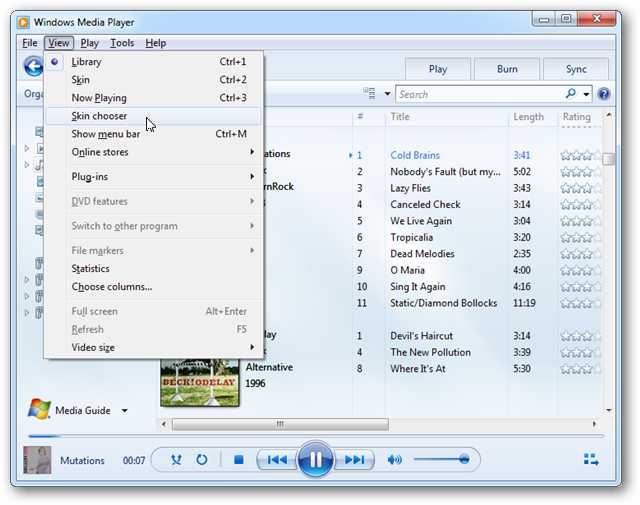 Windows Media Player
File View Play Tools Help
Library Ctrl+1
Skin Ctrl+2
Now Playing Ctrl+3
Skin chooser
Show menu bar Ctrl+M
Online stores
Plug-ins
DVD features
Switch to other program
File markers
Statistics
Choose columns...
Full screen Alt+Enter
Refresh F5
Video size
Play Burn Sync
Orga
Search
# Title Length Rating
ations 1 Cold Brains 3:41
k 2 Nobody's Fault (but my... 5:02
rnRock 3 Lazy Flies 3:43
4 Canceled Check 3:14
5 We Live Again 3:04
6 Tropicalia 3:20
7 Dead Melodies 2:35
9 O Maria 4:00
10 Sing It Again 4:16
11 Static/Diamond Bollocks 11:19
lay 1 Devil's Haircut 3:14
k 4 The New Pollution 3:39
Alternative 8 Where It's At 5:30
1996
BECK!ODELAY
Media Guide
Mutations 00:07